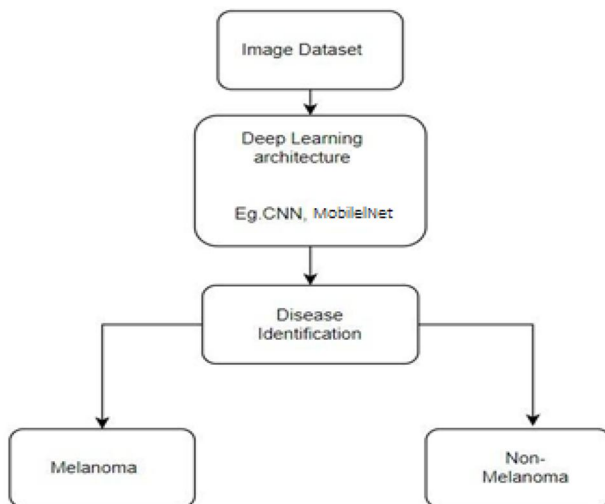 Image Dataset
Deep Learning
architecture
Eg.CNN, MobilelNet
Disease
Identification
Melanoma
Non-
Melanoma